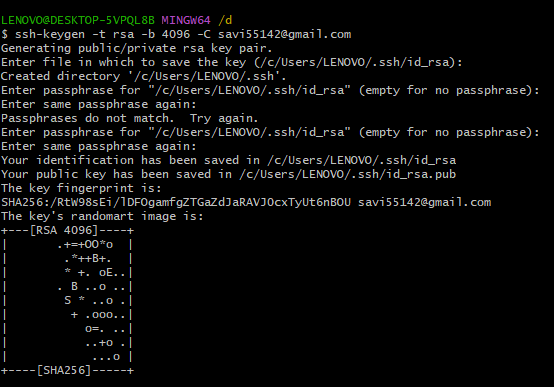 LENOVO@DESKTOP-5VPQL8B MINGW64 /d
$ ssh-keygen -t rsa -b 4096 -C savi55142@gmail.com
Generating public/private rsa key pair.
Enter file in which to save the key (/c/Users/LENOVO/.ssh/id_rsa):
Created directory '/c/Users/LENOVO/.ssh'.
Enter passphrase for "/c/Users/LENOVO/.ssh/id_rsa" (empty for no passphrase):
Enter same passphrase again:
Passphrases do not match.  Try again.
Enter passphrase for "/c/Users/LENOVO/.ssh/id_rsa" (empty for no passphrase):
Enter same passphrase again:
Your identification has been saved in /c/Users/LENOVO/.ssh/id_rsa
Your public key has been saved in /c/Users/LENOVO/.ssh/id_rsa.pub
The key fingerprint is:
SHA256:/RtW98sEi/lDFOgamfgZTGaZdJaRAVJOcxTyUt6nBOU savi55142@gmail.com
The key's randomart image is:
+---[RSA 4096]----+
|       .+=+OO*o  |
|        .*++B+.  |
|        * +. oE..|
|       . B ..o ..|
|        S * ..o .|
|         + .ooo..|
|           o=. ..|
|           ..+o .|
|            ...o |
+----[SHA256]-----+